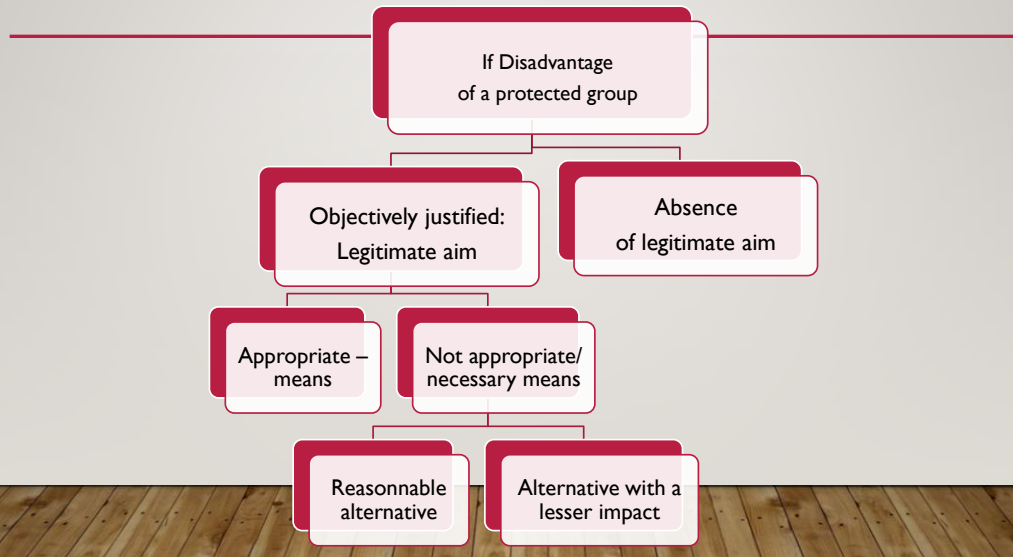 If Disadvantage
of a protected group
Objectively justified:
Legitimate aim
Absence
of legitimate aim
Appropriate –
means
Not appropriate/
necessary means
Reasonnable
alternative
Alternative with a
lesser impact